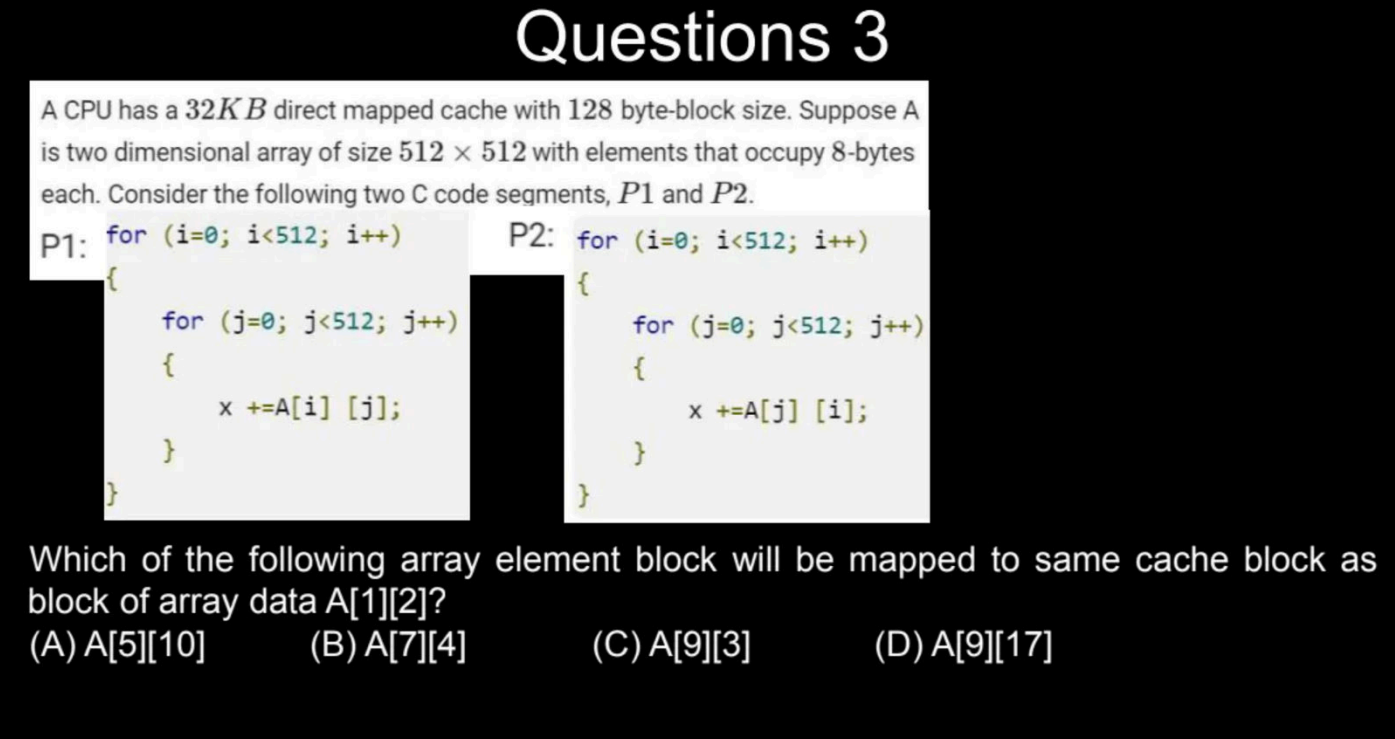 Questions 3
A CPU has a 32KB direct mapped cache with 128 byte-block size. Suppose A
is two dimensional array of size 512 × 512 with elements that occupy 8-bytes
each. Consider the following two C code segments, P1 and P2.
P1:
for (i=0; i<512; i++)
{
for (j=0; j<512; j++)
{
x +=A[i] [j];
}
}
P2:
for (i=0; i<512; i++)
{
for (j=0; j<512; j++)
{
x +=A[j] [i];
}
}
Which of the following array element block will be mapped to same cache block as
block of array data A[1][2]?
(A) A[5][10] (B) A[7][4] (C) A[9][3] (D) A[9][17]